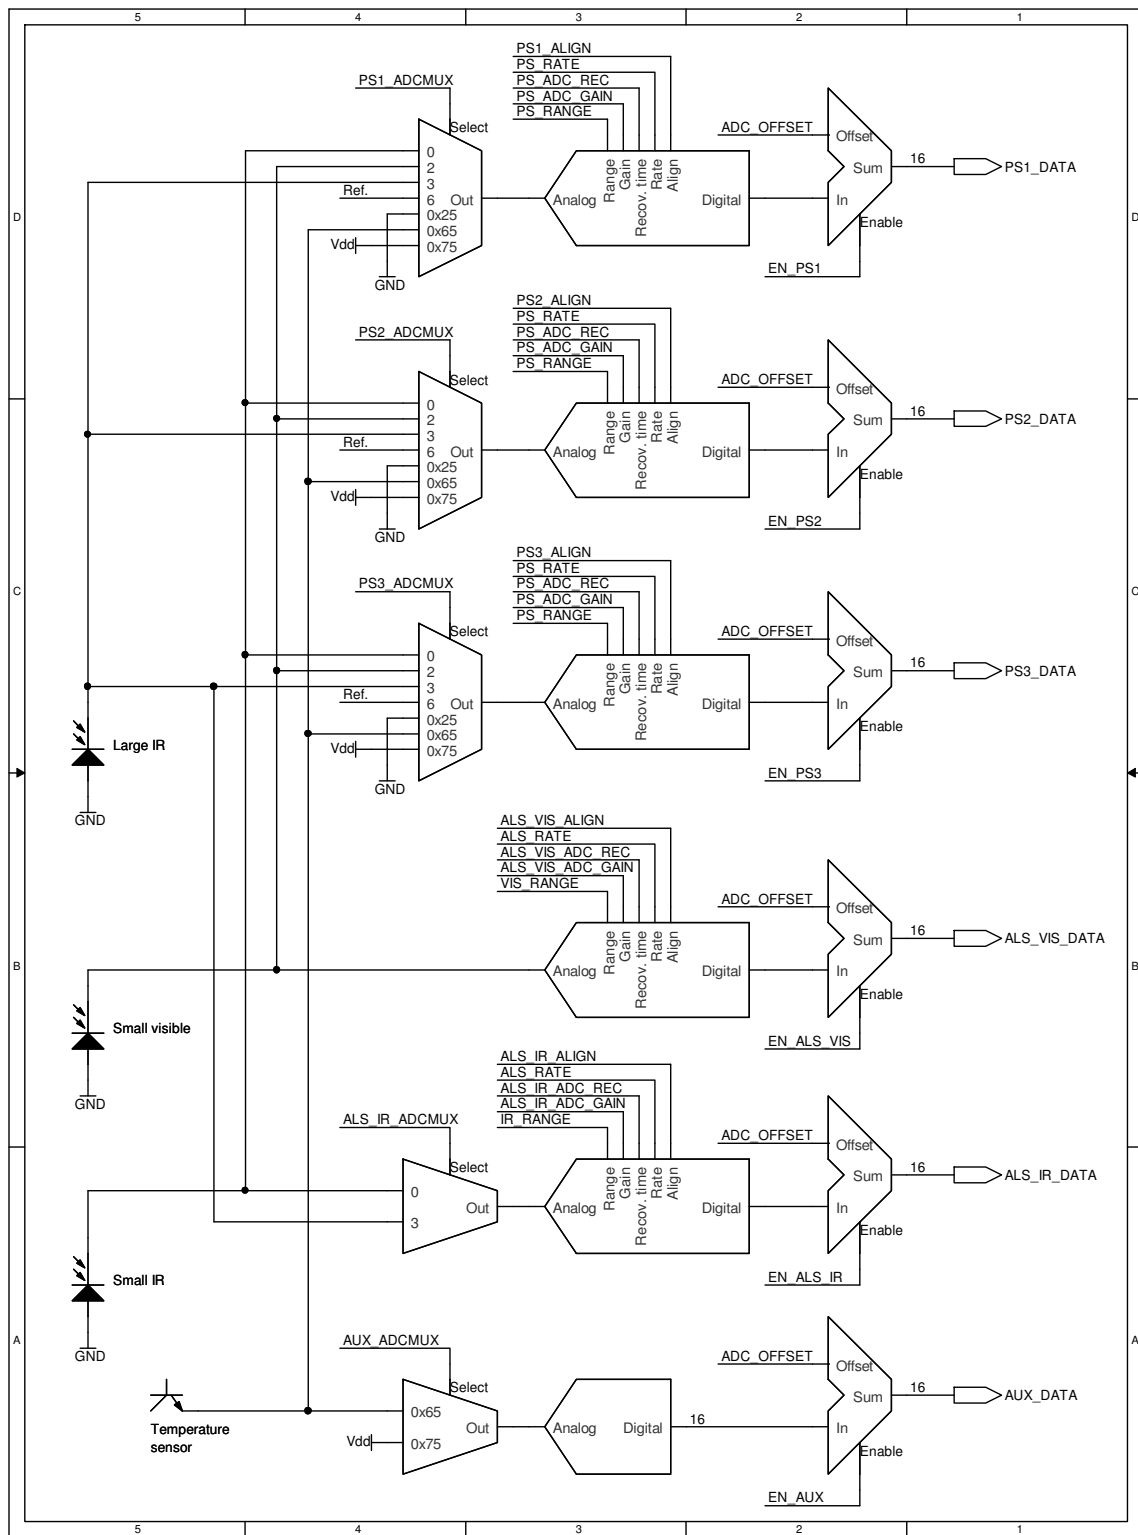 5 4 3 2 1
PS1_ALIGN
PS_RATE
PS_ADC_REC
PS_ADC_GAIN
PS_RANGE
PS1_ADCMUX
Select
0
2
3
6
0x25
0x65
0x75
Out
Ref.
Vdd
GND
Analog
Range
Gain
Recov. time
Rate
Align
Digital
ADC_OFFSET
Offset
Sum
In
Enable
EN_PS1
16
PS1_DATA
D
D
PS2_ALIGN
PS_RATE
PS_ADC_REC
PS_ADC_GAIN
PS_RANGE
PS2_ADCMUX
Select
0
2
3
6
0x25
0x65
0x75
Out
Ref.
Vdd
GND
Analog
Range
Gain
Recov. time
Rate
Align
Digital
ADC_OFFSET
Offset
Sum
In
Enable
EN_PS2
16
PS2_DATA
C
C
PS3_ALIGN
PS_RATE
PS_ADC_REC
PS_ADC_GAIN
PS_RANGE
PS3_ADCMUX
Select
0
2
3
6
0x25
0x65
0x75
Out
Ref.
Vdd
GND
Analog
Range
Gain
Recov. time
Rate
Align
Digital
ADC_OFFSET
Offset
Sum
In
Enable
EN_PS3
16
PS3_DATA
Large IR
GND
ALS_VIS_ALIGN
ALS_RATE
ALS_VIS_ADC_REC
ALS_VIS_ADC_GAIN
VIS_RANGE
Analog
Range
Gain
Recov. time
Rate
Align
Digital
ADC_OFFSET
Offset
Sum
In
Enable
EN_ALS_VIS
16
ALS_VIS_DATA
B
B
Small visible
GND
ALS_IR_ALIGN
ALS_RATE
ALS_IR_ADC_REC
ALS_IR_ADC_GAIN
IR_RANGE
ALS_IR_ADCMUX
Select
0
3
Out
Analog
Range
Gain
Recov. time
Rate
Align
Digital
ADC_OFFSET
Offset
Sum
In
Enable
EN_ALS_IR
16
ALS_IR_DATA
Small IR
GND
A
A
AUX_ADCMUX
Select
0x65
0x75
Out
Vdd
Temperature
sensor
Analog
Digital
16
ADC_OFFSET
Offset
Sum
In
Enable
EN_AUX
16
AUX_DATA
5 4 3 2 1